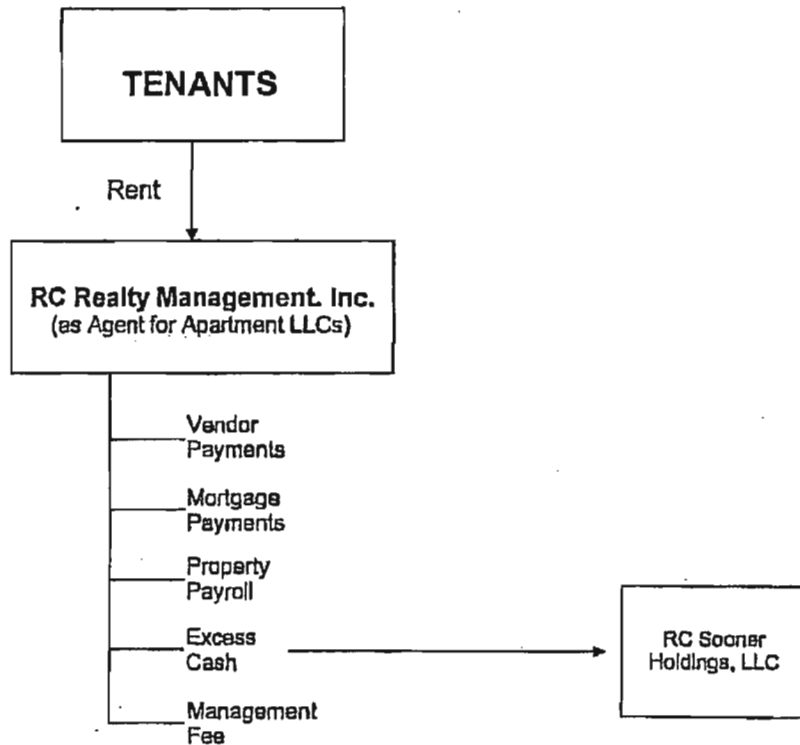 TENANTS
Rent
RC Realty Management. Inc.
(as Agent for Apartment LLCs)
Vendor
Payments
Mortgage
Payments
Property
Payroll
Excess
Cash
RC Sooner
Holdings, LLC
Management
Fee